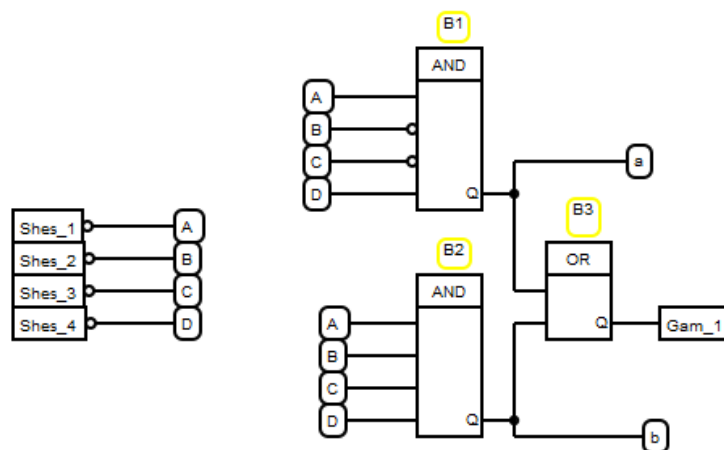 B1
AND
A
B
C
D
Q
a
Shes_1
A
Shes_2
B
Shes_3
C
Shes_4
D
B2
AND
A
B
C
D
Q
b
B3
OR
Q
Gam_1